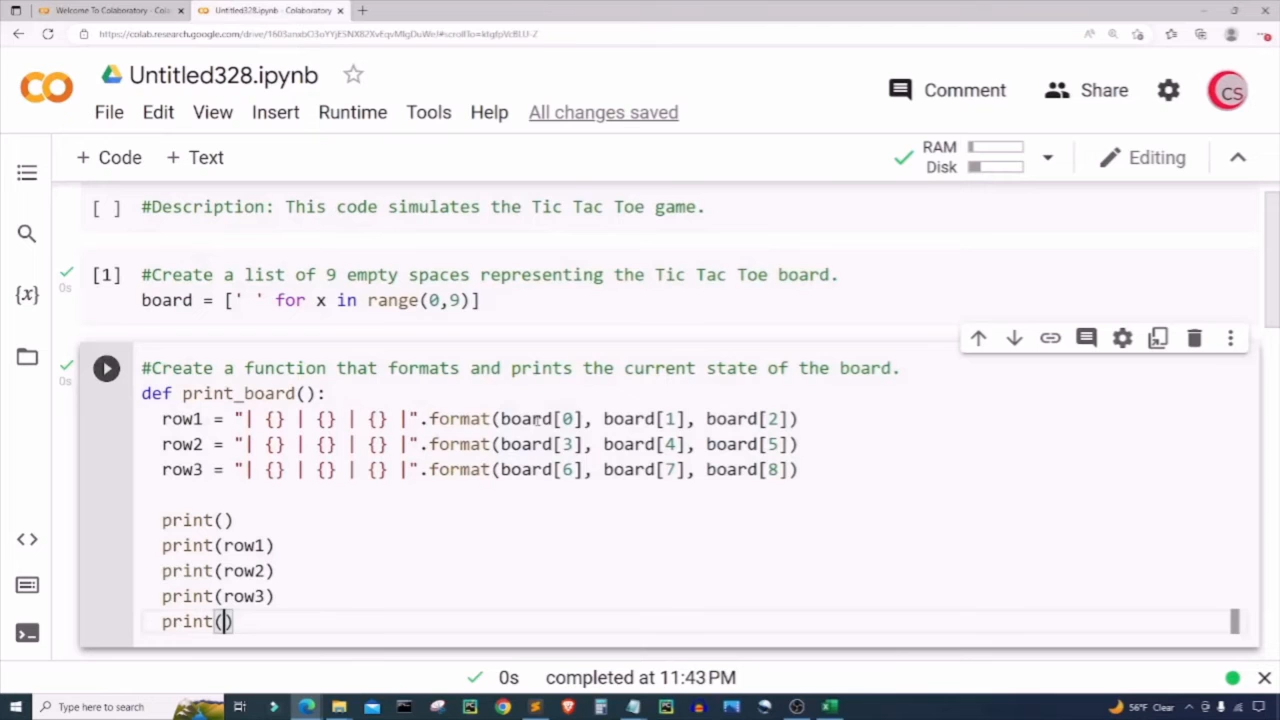 Welcome To Colaboratory - Cola
Untitled328.ipynb - Colaboratory
Untitled328.ipynb
Comment
Share
CS
File Edit View Insert Runtime Tools Help All changes saved
+ Code + Text
RAM
Disk
Editing
[ ] #Description: This code simulates the Tic Tac Toe game.
[1] #Create a list of 9 empty spaces representing the Tic Tac Toe board.
0s
board = [' ' for x in range(0,9)]
{x}
#Create a function that formats and prints the current state of the board.
0s
def print_board():
row1 = "| {} | {} | {} |".format(board[0], board[1], board[2])
row2 = "| {} | {} | {} |".format(board[3], board[4], board[5])
row3 = "| {} | {} | {} |".format(board[6], board[7], board[8])
print()
print(row1)
print(row2)
print(row3)
print()
0s completed at 11:43 PM
Type here to search
56°F Clear